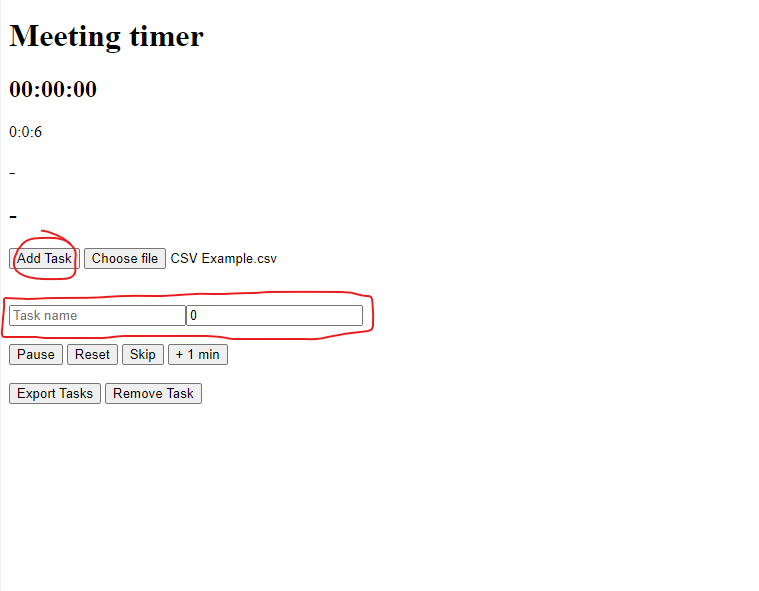 Meeting timer
00:00:00
0:0:6
-
-
Add Task Choose file CSV Example.csv
Task name 0
Pause Reset Skip + 1 min
Export Tasks Remove Task